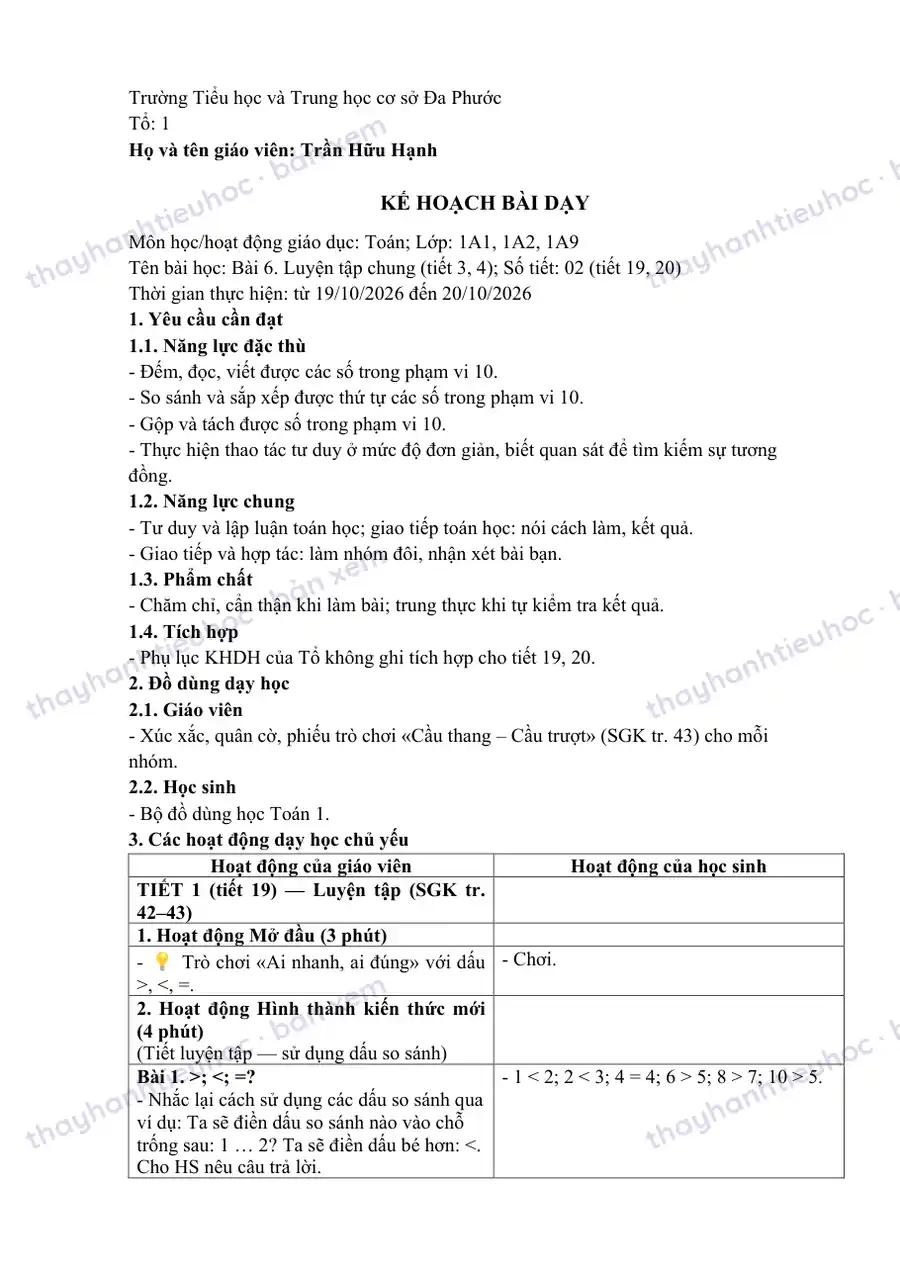 Trường Tiểu học và Trung học cơ sở Đa Phước
Tổ: 1
Họ và tên giáo viên: Trần Hữu Hạnh
KẾ HOẠCH BÀI DẠY
Môn học/hoạt động giáo dục: Toán; Lớp: 1A1, 1A2, 1A9
Tên bài học: Bài 6. Luyện tập chung (tiết 3, 4); Số tiết: 02 (tiết 19, 20)
Thời gian thực hiện: từ 19/10/2026 đến 20/10/2026
1. Yêu cầu cần đạt
1.1. Năng lực đặc thù
- Đếm, đọc, viết được các số trong phạm vi 10.
- So sánh và sắp xếp được thứ tự các số trong phạm vi 10.
- Gộp và tách được số trong phạm vi 10.
- Thực hiện thao tác tư duy ở mức độ đơn giản, biết quan sát để tìm kiếm sự tương
đồng.
1.2. Năng lực chung
- Tư duy và lập luận toán học; giao tiếp toán học: nói cách làm, kết quả.
- Giao tiếp và hợp tác: làm nhóm đôi, nhận xét bài bạn.
1.3. Phẩm chất
- Chăm chỉ, cẩn thận khi làm bài; trung thực khi tự kiểm tra kết quả.
1.4. Tích hợp
- Phụ lục KHDH của Tổ không ghi tích hợp cho tiết 19, 20.
2. Đồ dùng dạy học
2.1. Giáo viên
- Xúc xắc, quân cờ, phiếu trò chơi «Cầu thang – Cầu trượt» (SGK tr. 43) cho mỗi
nhóm.
2.2. Học sinh
- Bộ đồ dùng học Toán 1.
3. Các hoạt động dạy học chủ yếu
Hoạt động của giáo viên
Hoạt động của học sinh
TIẾT 1 (tiết 19) — Luyện tập (SGK tr.
42–43)
1. Hoạt động Mở đầu (3 phút)
- 💡 Trò chơi «Ai nhanh, ai đúng» với dấu
>, <, =.
- Chơi.
2. Hoạt động Hình thành kiến thức mới
(4 phút)
(Tiết luyện tập — sử dụng dấu so sánh)
Bài 1. >; <; =?
- Nhắc lại cách sử dụng các dấu so sánh qua
ví dụ: Ta sẽ điền dấu so sánh nào vào chỗ
trống sau: 1 … 2? Ta sẽ điền dấu bé hơn: <.
Cho HS nêu câu trả lời.
- 1 < 2; 2 < 3; 4 = 4; 6 > 5; 8 > 7; 10 > 5.
thayhanhtieuhoc · bản xem
thayhanhtieuhoc · b
thayhanhtieuhoc · bản xem
thayhanhtieuhoc · b
thayhanhtieuhoc · bản xem
thayhanhtieuhoc · b